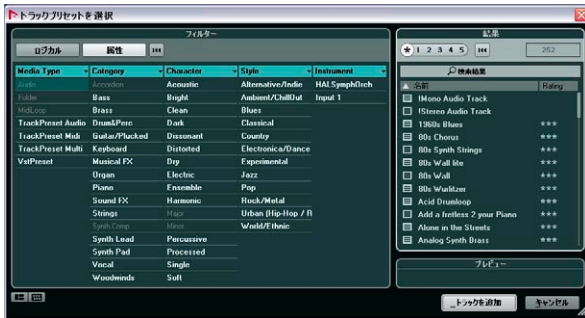 トラックプリセットを選択
フィルター
ロジカル 属性
Media Type Category Character Style Instrument
Audio Accordion Acoustic Alternative/Indie HALSymphOrch
Folder Bass Bright Ambient/ChillOut Input 1
MidiLoop Brass Clean Blues
TrackPreset Audio Drum&Perc Dark Classical
TrackPreset Midi Guitar/Plucked Dissonant Country
TrackPreset Multi Keyboard Distorted Electronica/Dance
VstPreset Musical FX Dry Experimental
Organ Electric Jazz
Piano Ensemble Pop
Sound FX Harmonic Rock/Metal
Strings Major Urban (Hip-Hop / R
Synth Comp Minor World/Ethnic
Synth Lead Percussive
Synth Pad Processed
Vocal Single
Woodwinds Soft
結果
1 2 3 4 5 252
検索結果
名前 Rating
!Mono Audio Track
!Stereo Audio Track
1960s Blues ***
80s Chorus ***
80s Synth Strings ***
80s Wall lite ***
80s Wall ***
80s Wurlitzer ***
Acid Drumloop ***
Add a fretless 2 your Piano ***
Alone in the Streets ***
Analog Synth Brass ***
プレビュー
トラックを追加 キャンセル